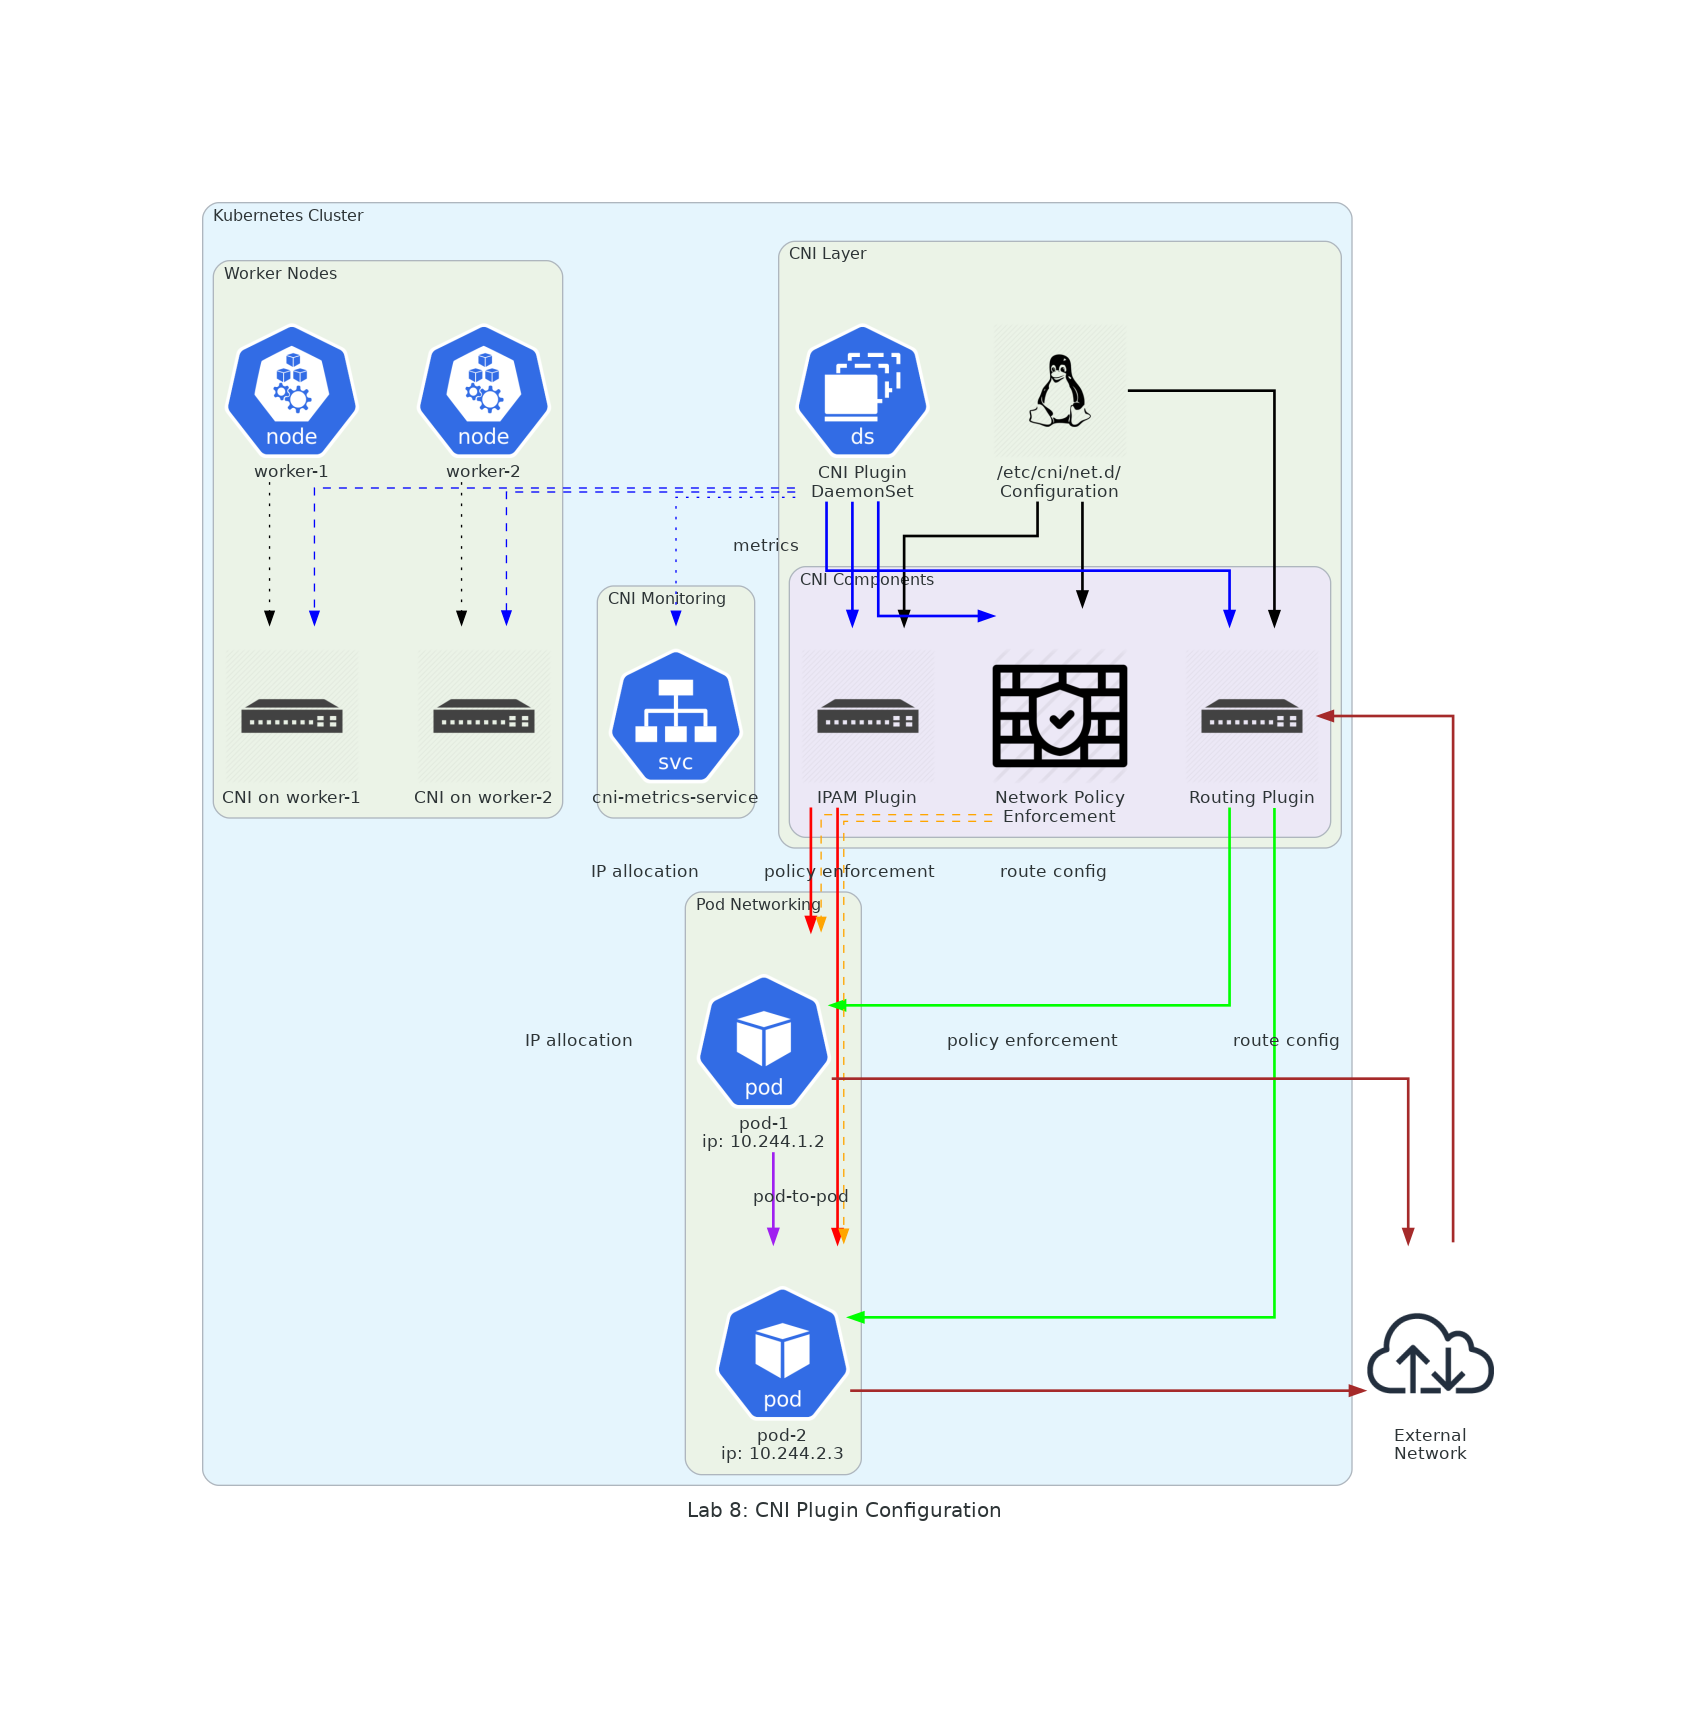 Kubernetes Cluster
CNI Layer
Worker Nodes
node
node
ds
worker-1
worker-2
CNI Plugin
DaemonSet
/etc/cni/net.d/
Configuration
metrics
CNI Components
CNI Monitoring
svc
CNI on worker-1
CNI on worker-2
cni-metrics-service
IPAM Plugin
Network Policy
Enforcement
Routing Plugin
IP allocation
policy enforcement
route config
Pod Networking
IP allocation
policy enforcement
route config
pod
pod-1
ip: 10.244.1.2
pod-to-pod
pod
pod-2
ip: 10.244.2.3
External
Network
Lab 8: CNI Plugin Configuration